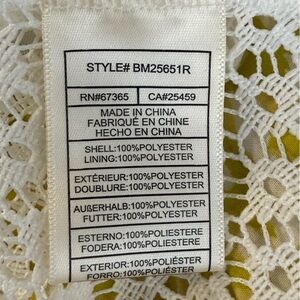 STYLE# BM25651R
RN#67365 CA#25459
MADE IN CHINA
FABRIQUÉ EN CHINE
HECHO EN CHINA
SHELL:100%POLYESTER
LINING:100%POLYESTER
EXTÉRIEUR:100%POLYESTER
DOUBLURE:100%POLYESTER
AUßERHALB:100%POLYESTER
FUTTER:100%POLYESTER
ESTERNO:100%POLIESTERE
FODERA:100%POLIESTERE
EXTERIOR:100%POLIÉSTER
FORRO:100%POLIÉSTER